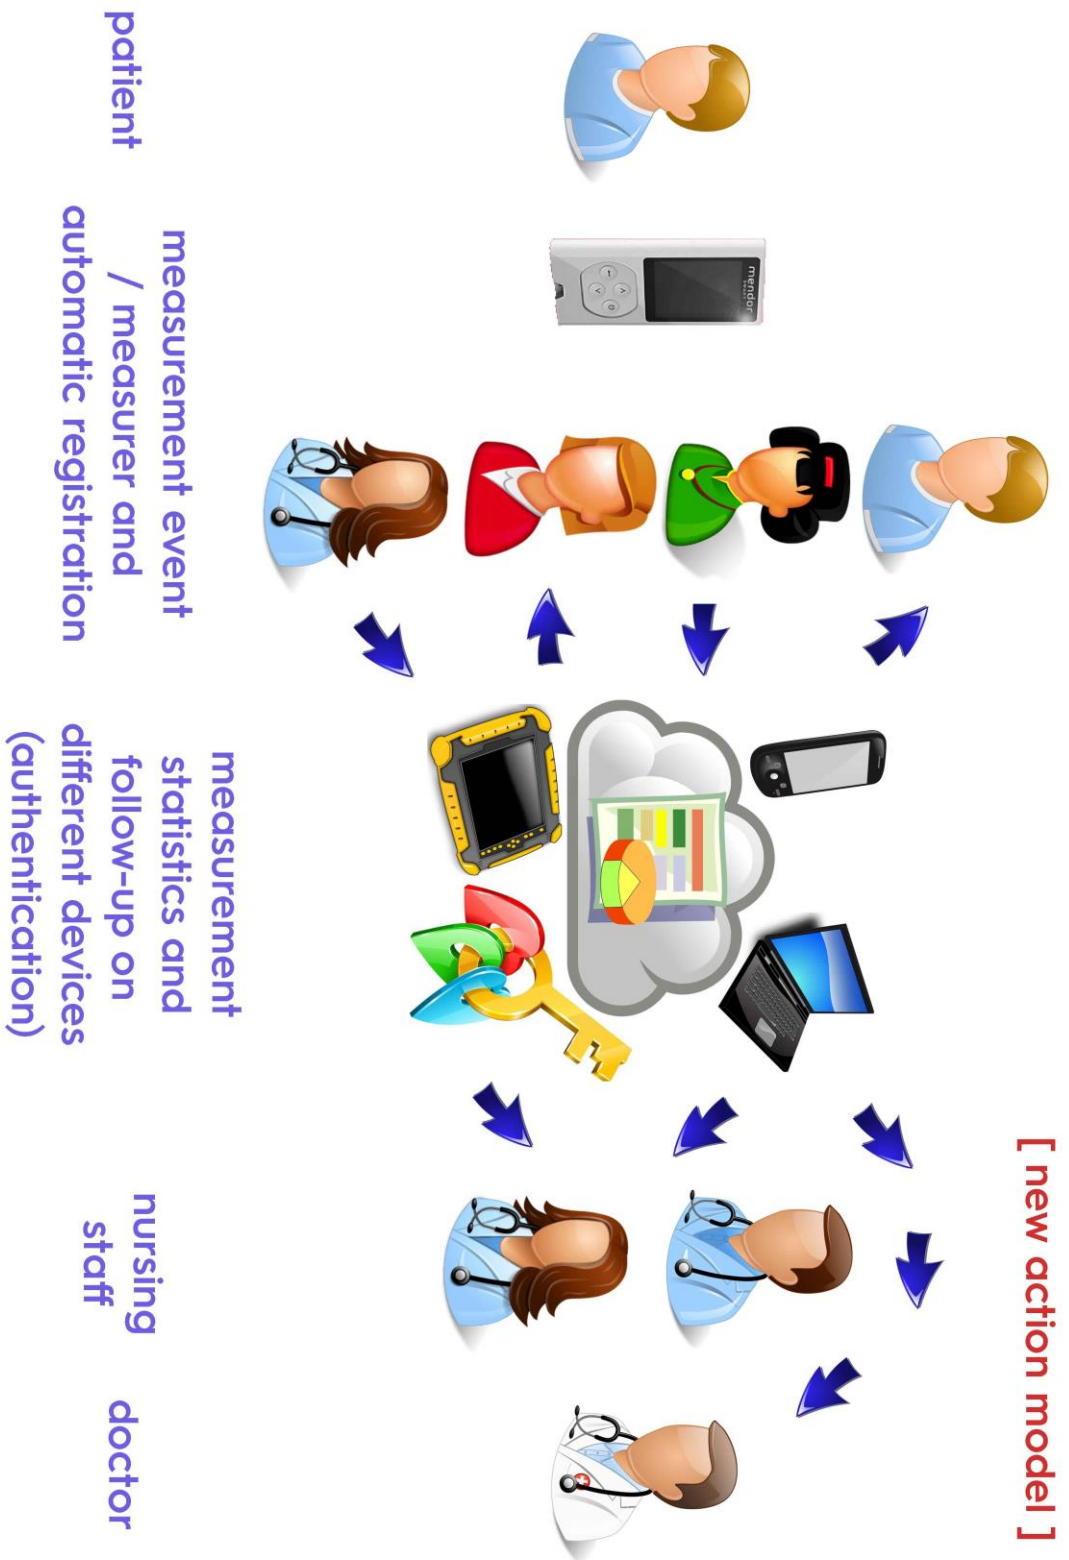 [ new action model ]
mendor
patient
measurement event
/ measurer and
automatic registration
measurement
statistics and
follow-up on
different devices
(authentication)
nursing
staff
doctor